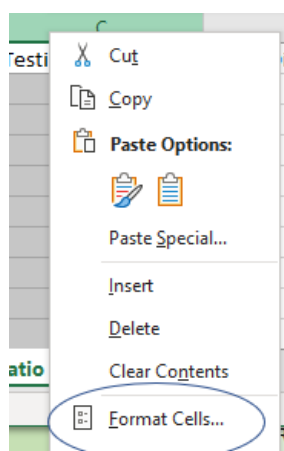 C
Testi
Cut
Copy
Paste Options:
Paste Special...
Insert
Delete
Clear Contents
atio
Format Cells...